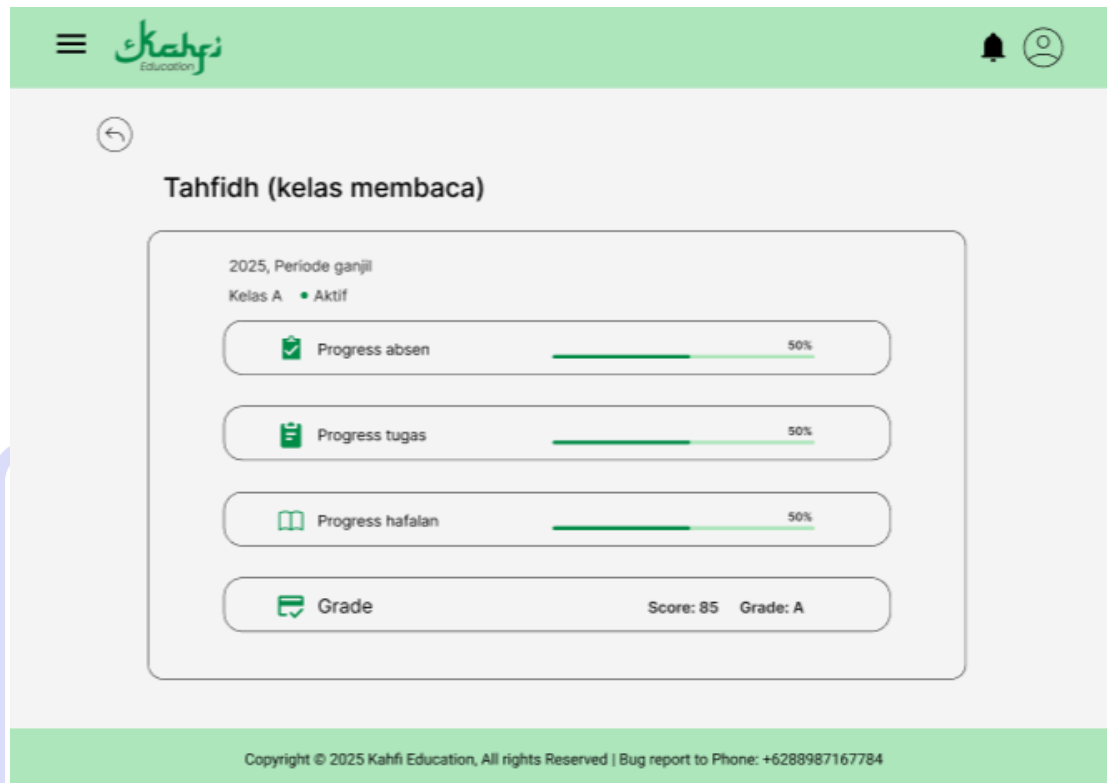 Kahfi
Education
Tahfidh (kelas membaca)
2025, Periode ganjil
Kelas A • Aktif
Progress absen 50%
Progress tugas 50%
Progress hafalan 50%
Grade Score: 85 Grade: A
Copyright © 2025 Kahfi Education, All rights Reserved | Bug report to Phone: +6288987167784